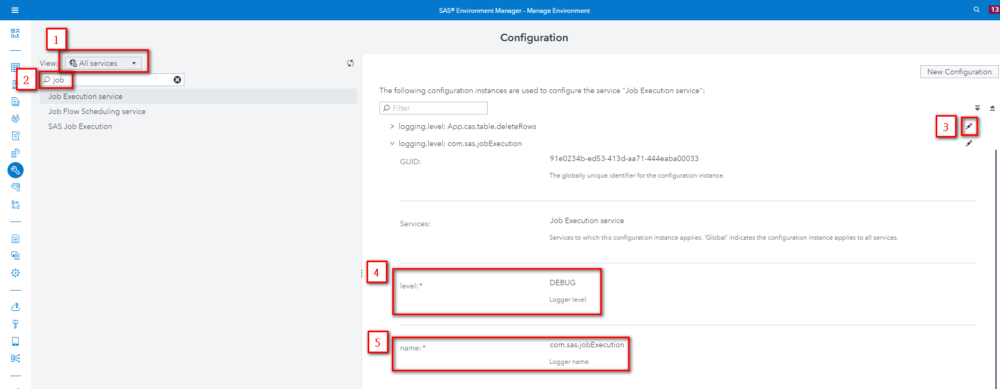 SAS® Environment Manager - Manage Environment
13
Configuration
1
View: All services
2
job
Job Execution service
Job Flow Scheduling service
SAS Job Execution
$w.
w.d
New Configuration
The following configuration instances are used to configure the service "Job Execution service":
Filter
logging.level: App.cas.table.deleteRows
3
logging.level: com.sas.jobExecution
GUID:
91e0234b-ed53-413d-aa71-444eaba00033
The globally unique identifier for the configuration instance.
Services:
Job Execution service
Services to which this configuration instance applies. 'Global' indicates the configuration instance applies to all services.
4
level:*
DEBUG
Logger level.
5
name:*
com.sas.jobExecution
Logger name.